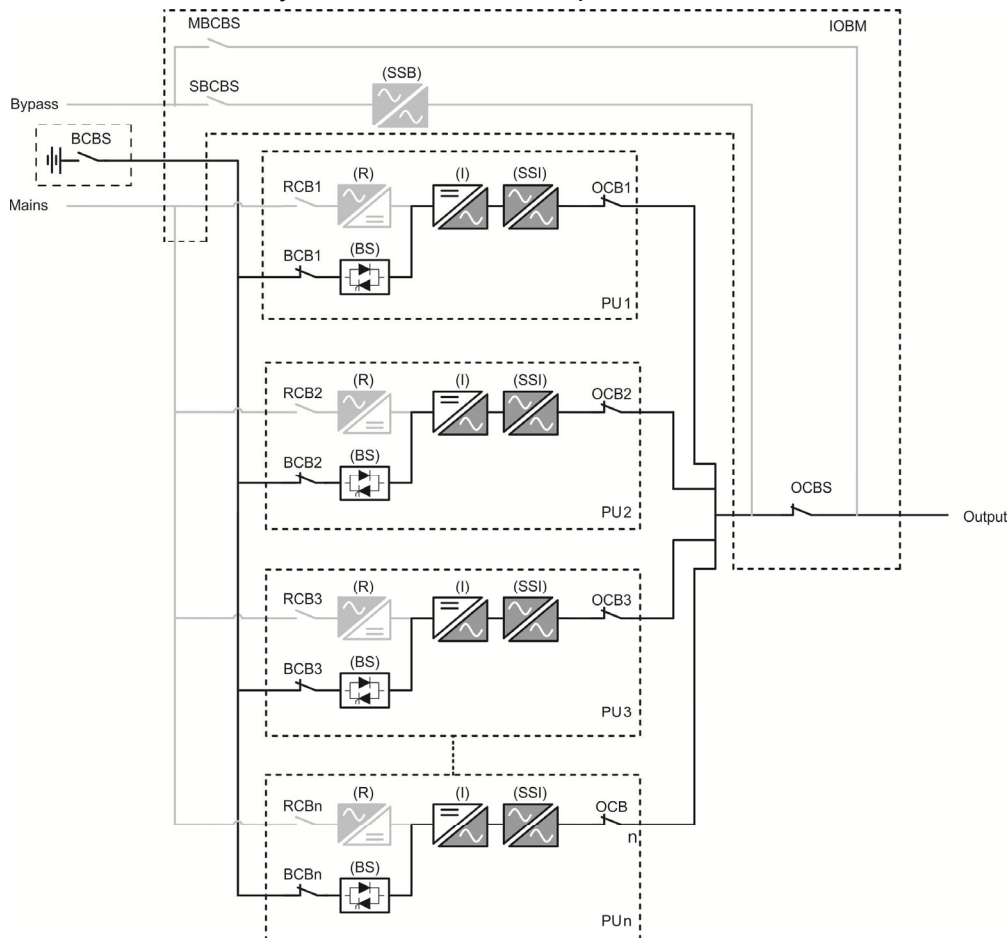 MBCBS
IOBM
(SSB)
SBCBS
Bypass
BCBS
Mains
RCB1
(R)
(I)
(SSI)
OCB1
BCB1
(BS)
PU1
RCB2
(R)
(I)
(SSI)
OCB2
BCB2
(BS)
PU2
OCBS
Output
RCB3
(R)
(I)
(SSI)
OCB3
BCB3
(BS)
PU3
RCBn
(R)
(I)
(SSI)
OCB
n
BCBn
(BS)
PUn